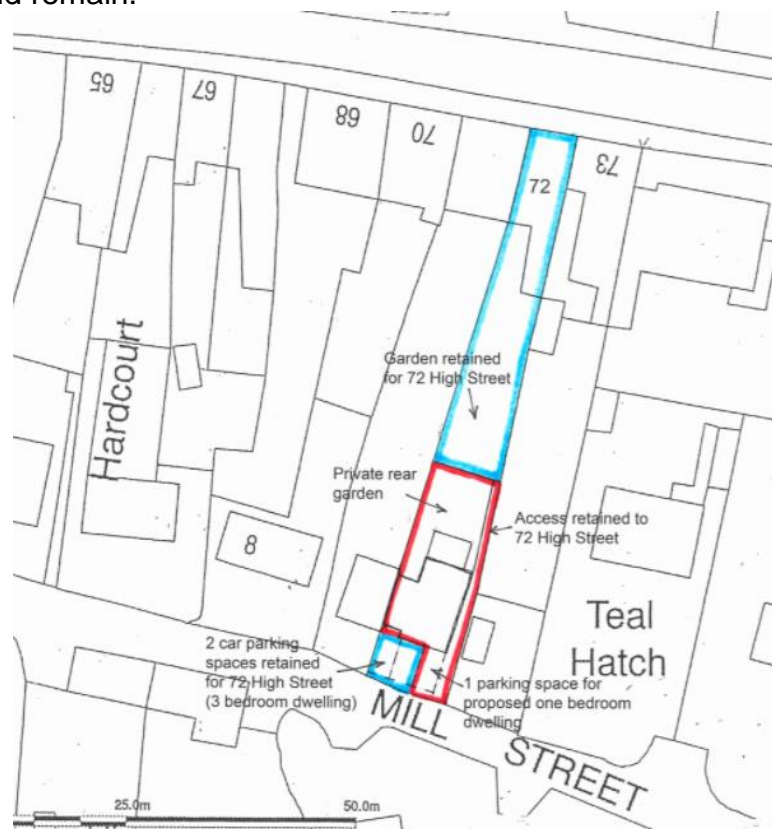 65
67
68
70
72
73
Garden retained
for 72 High Street
Hardcourt
Private rear
garden
Access retained to
72 High Street
8
Teal
Hatch
2 car parking
spaces retained
for 72 High Street
(3 bedroom dwelling)
1 parking space for
proposed one bedroom
dwelling
MILL STREET
25.0m
50.0m